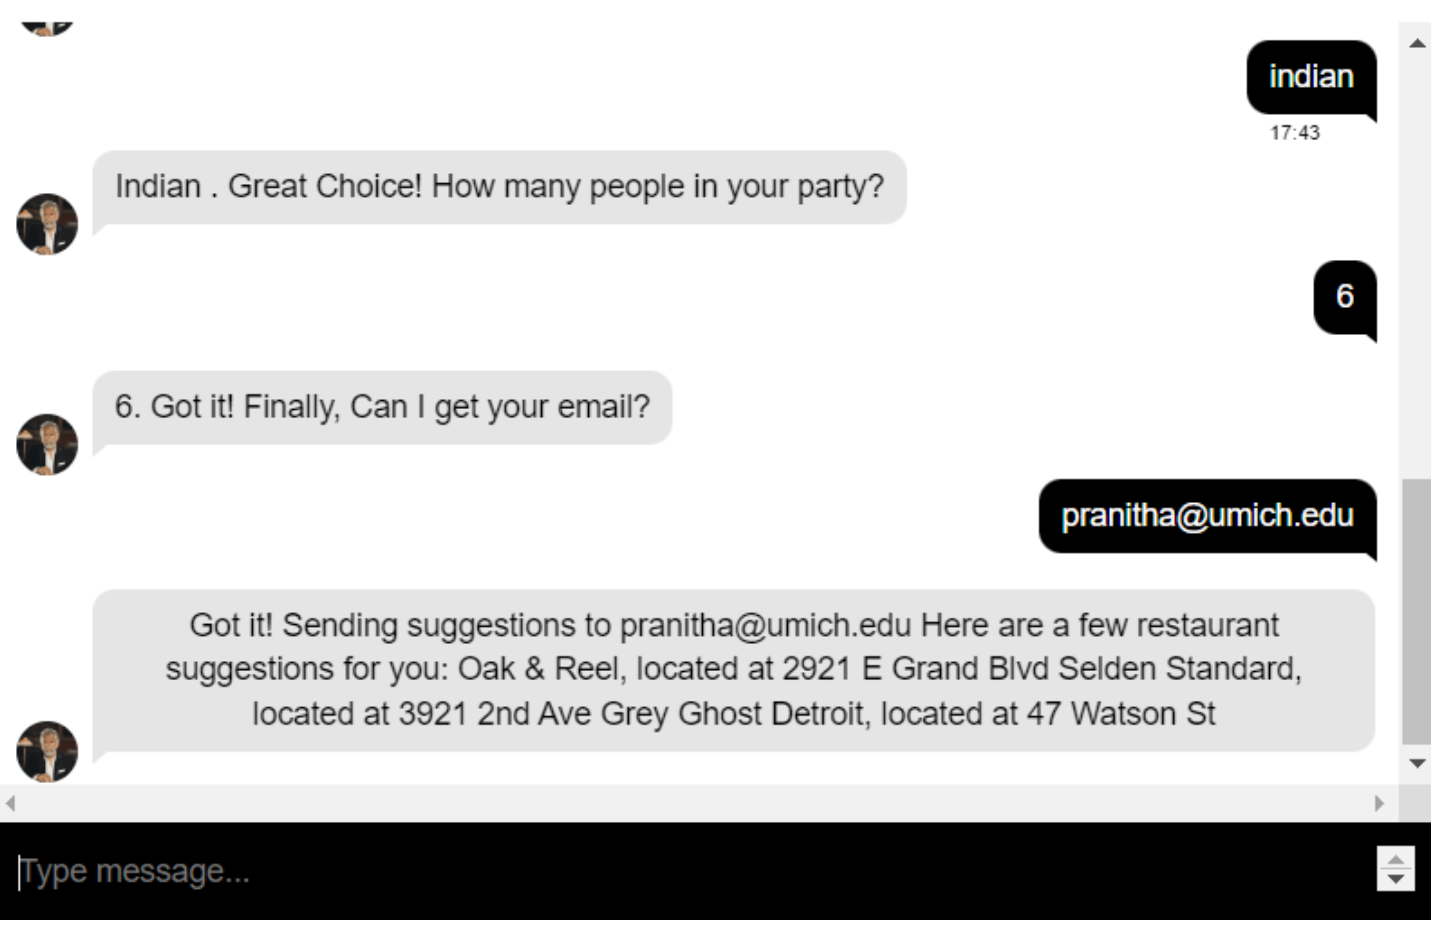 indian
17:43
Indian . Great Choice! How many people in your party?
6
6. Got it! Finally, Can I get your email?
pranitha@umich.edu
Got it! Sending suggestions to pranitha@umich.edu Here are a few restaurant
suggestions for you: Oak & Reel, located at 2921 E Grand Blvd Selden Standard,
located at 3921 2nd Ave Grey Ghost Detroit, located at 47 Watson St
Type message...